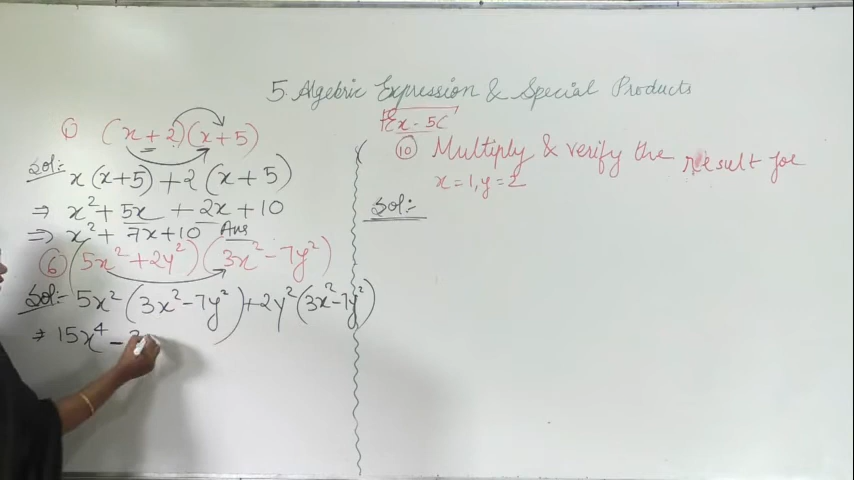 5. Algebric Expression & Special Products
1) (x + 2)(x + 5)
Sol:- x(x+5) + 2(x+5)
⇒ x² + 5x + 2x + 10
⇒ x² + 7x + 10 Ans
6) (5x² + 2y²)(3x² - 7y²)
Sol:- 5x²(3x² - 7y²) + 2y²(3x² - 7y²)
⇒ 15x⁴ - 3
Ex - 5C
10) Multiply & verify the result for
x = 1, y = 2
Sol:-